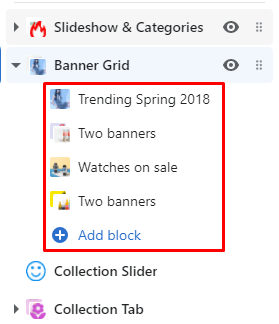 Slideshow & Categories
Banner Grid
Trending Spring 2018
Two banners
Watches on sale
Two banners
Add block
Collection Slider
Collection Tab